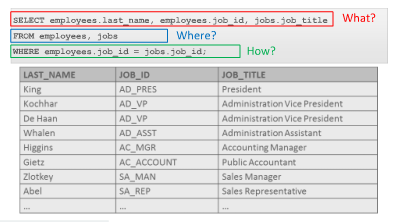 SELECT employees.last_name, employees.job_id, jobs.job_title What?
FROM employees, jobs Where?
WHERE employees.job_id = jobs.job_id; How?
LAST_NAME JOB_ID JOB_TITLE
King AD_PRES President
Kochhar AD_VP Administration Vice President
De Haan AD_VP Administration Vice President
Whalen AD_ASST Administration Assistant
Higgins AC_MGR Accounting Manager
Gietz AC_ACCOUNT Public Accountant
Zlotkey SA_MAN Sales Manager
Abel SA_REP Sales Representative
... ... ...